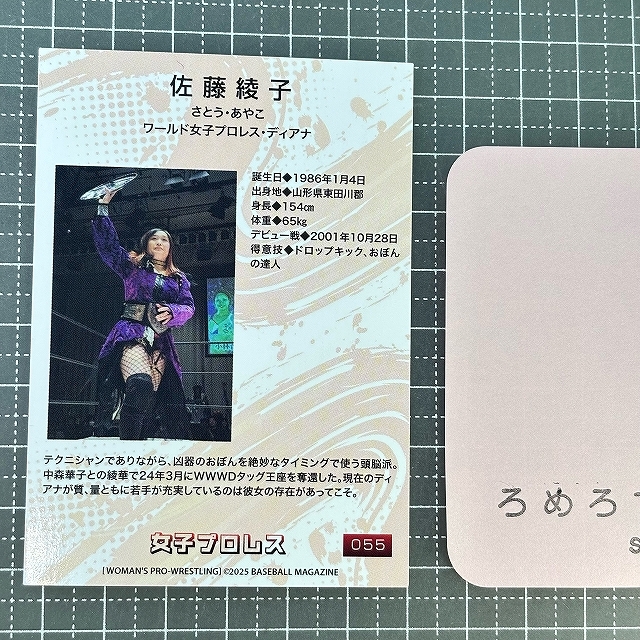 佐藤綾子
さとう・あやこ
ワールド女子プロレス・ディアナ
誕生日◆1986年1月4日
出身地◆山形県東田川郡
身長◆154㎝
体重◆65㎏
デビュー戦◆2001年10月28日
得意技◆ドロップキック、おぼん
の達人
テクニシャンでありながら、凶器のおぼんを絶妙なタイミングで使う頭脳派。
中森華子との綾華で24年3月にWWWDタッグ王座を奪還した。現在のディ
アナが質、量ともに若手が充実しているのは彼女の存在があってこそ。
女子プロレス
055
[WOMAN'S PRO-WRESTLING] ©2025 BASEBALL MAGAZINE
ろめろ
S